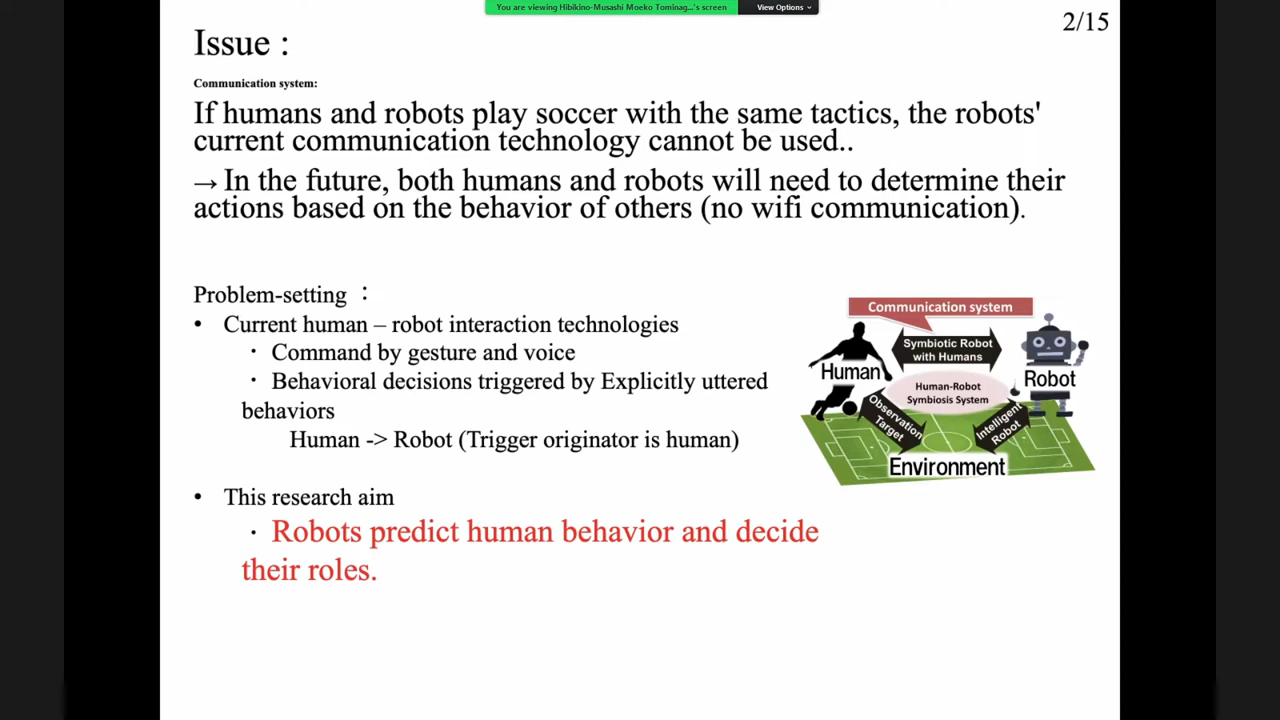 You are viewing Hibikino-Musashi Moeko Tominag...'s screen
View Options
2/15
Issue :
Communication system:
If humans and robots play soccer with the same tactics, the robots'
current communication technology cannot be used..
→ In the future, both humans and robots will need to determine their
actions based on the behavior of others (no wifi communication).
Problem-setting ：
• Current human – robot interaction technologies
・ Command by gesture and voice
・ Behavioral decisions triggered by Explicitly uttered
behaviors
Human -> Robot (Trigger originator is human)
• This research aim
・ Robots predict human behavior and decide
their roles.
Communication system
Symbiotic Robot
with Humans
Human
Robot
Human-Robot
Symbiosis System
Observation
Target
Intelligent
Robot
Environment